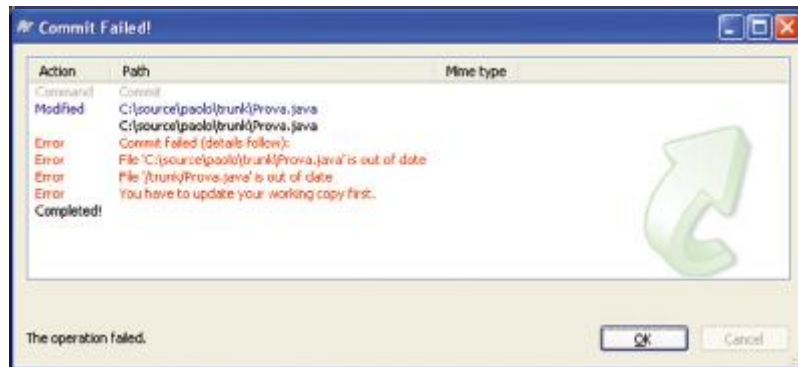 Commit Failed!
Action Path Mime type
Command Commit
Modified C:\source\paolo\trunk\Prova.java
C:\source\paolo\trunk\Prova.java
Error Commit failed (details follow):
Error File 'C:\source\paolo\trunk\Prova.java' is out of date
Error File '/trunk/Prova.java' is out of date
Error You have to update your working copy first.
Completed!
The operation failed.
OK Cancel